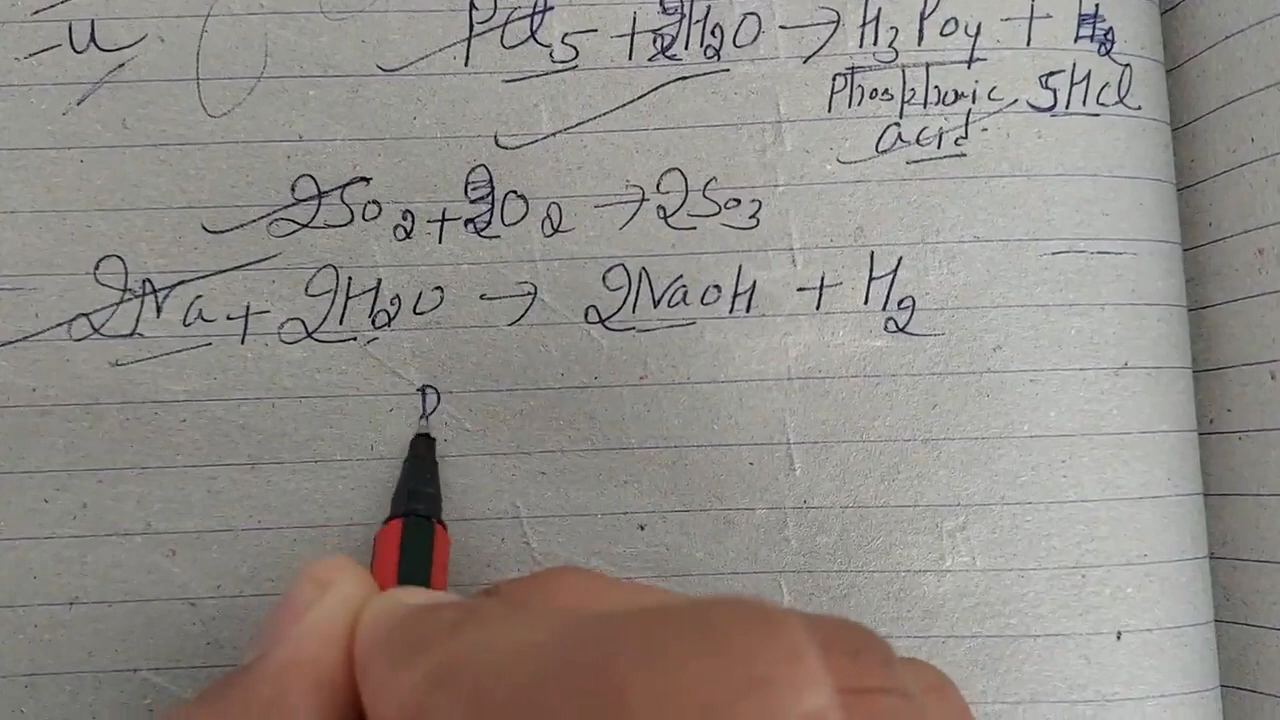 PCl5 + 2H2O → H3PO4 + H2
Phosphoric 5HCl
acid.
2SO2 + 2O2 → 2SO3
2Na + 2H2O → 2NaOH + H2
P